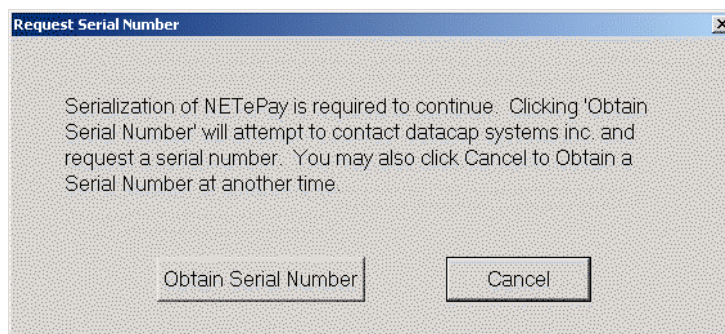 Request Serial Number
Serialization of NETePay is required to continue.  Clicking 'Obtain
Serial Number' will attempt to contact datacap systems inc. and
request a serial number.  You may also click Cancel to Obtain a
Serial Number at another time.
Obtain Serial Number
Cancel